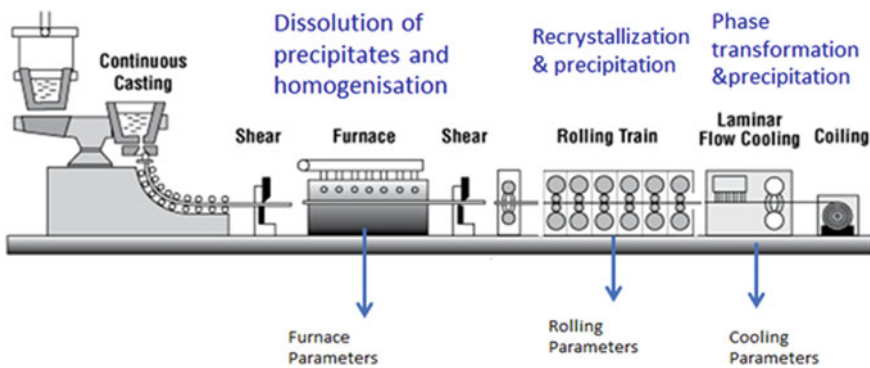 Dissolution of
precipitates and
homogenisation
Recrystallization
& precipitation
Phase
transformation
&precipitation
Continuous
Casting
Shear
Furnace
Shear
Rolling Train
Laminar
Flow Cooling
Coiling
Furnace
Parameters
Rolling
Parameters
Cooling
Parameters